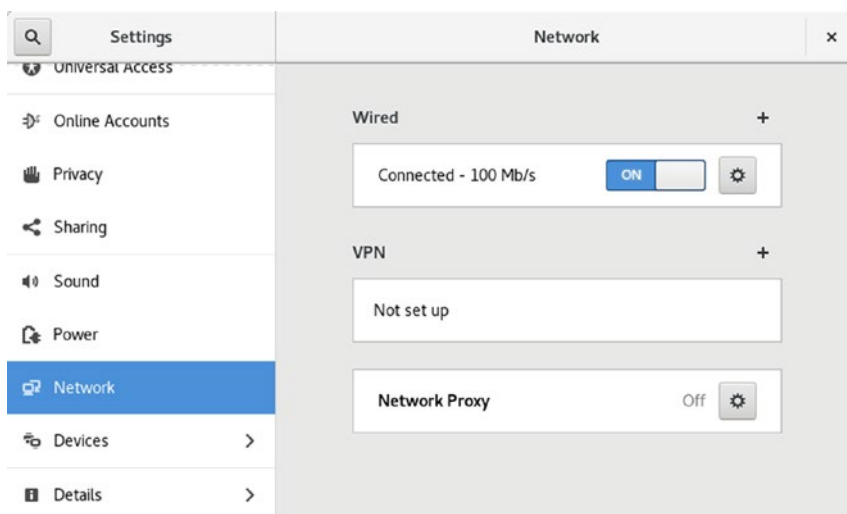 Settings
Network
Universal Access
Online Accounts
Privacy
Sharing
Sound
Power
Network
Devices
Details
Wired
Connected - 100 Mb/s
ON
VPN
Not set up
Network Proxy
Off